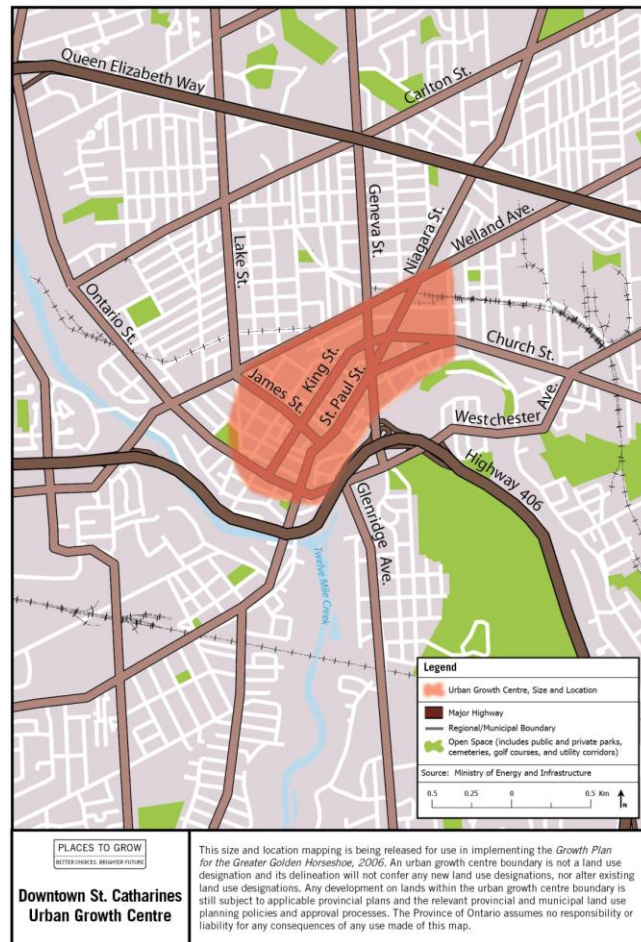 Queen Elizabeth Way
Carlton St.
Geneva St.
Niagara St.
Welland Ave.
Lake St.
Ontario St.
King St.
James St.
St. Paul St.
Church St.
Westchester Ave.
Highway 406
Glenridge Ave.
Twelve Mile Creek
Legend
Urban Growth Centre, Size and Location
Major Highway
Regional/Municipal Boundary
Open Space (includes public and private parks,
cemeteries, golf courses, and utility corridors)
Source: Ministry of Energy and Infrastructure
0.5 0 0.5 Km
N
PLACES TO GROW
BETTER CHOICES. BRIGHTER FUTURE
Downtown St. Catharines
Urban Growth Centre
This size and location mapping is being released for use in implementing the Growth Plan
for the Greater Golden Horseshoe, 2006. An urban growth centre boundary is not a land use
designation and its delineation will not confer any new land use designations, nor alter existing
land use designations. Any development on lands within the urban growth centre boundary is
still subject to applicable provincial plans and the relevant provincial and municipal land use
planning policies and approval processes. The Province of Ontario assumes no responsibility or
liability for any consequences of any use made of this map.